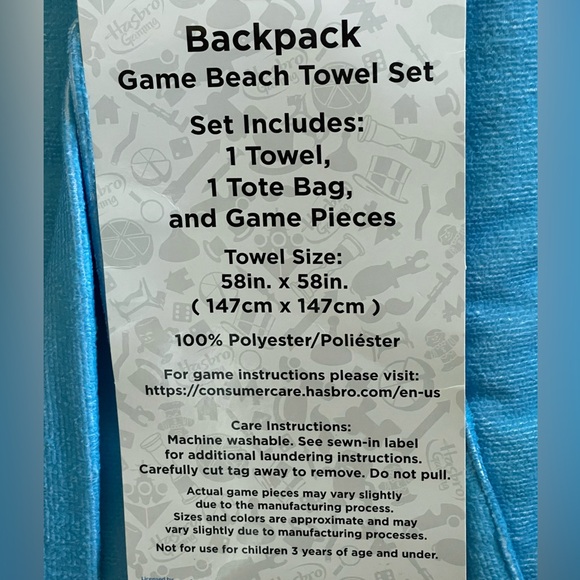 Backpack
Game Beach Towel Set
Set Includes:
1 Towel,
1 Tote Bag,
and Game Pieces
Towel Size:
58in. x 58in.
( 147cm x 147cm )
100% Polyester/Poliéster
For game instructions please visit:
https://consumercare.hasbro.com/en-us
Care Instructions:
Machine washable. See sewn-in label
for additional laundering instructions.
Carefully cut tag away to remove. Do not pull.
Actual game pieces may vary slightly
due to the manufacturing process.
Sizes and colors are approximate and may
vary slightly due to manufacturing processes.
Not for use for children 3 years of age and under.
Licensed by
Hasbro
Gaming